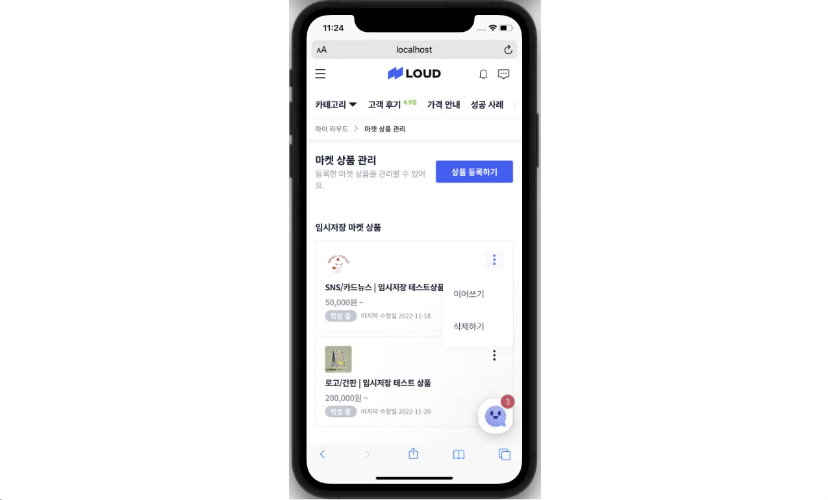 11:24
AA localhost
LOUD
카테고리 고객 후기 4.9점 가격 안내 성공 사례
마이 라우드 > 마켓 상품 관리
마켓 상품 관리
등록한 마켓 상품을 관리할 수 있어
요.
상품 등록하기
임시저장 마켓 상품
SNS/카드뉴스 | 임시저장 테스트상품
50,000원 ~
작성 중 마지막 수정일 2022-11-18
이어쓰기
삭제하기
로고/간판 | 임시저장 테스트 상품
200,000원 ~
작성 중 마지막 수정일 2022-11-20
3